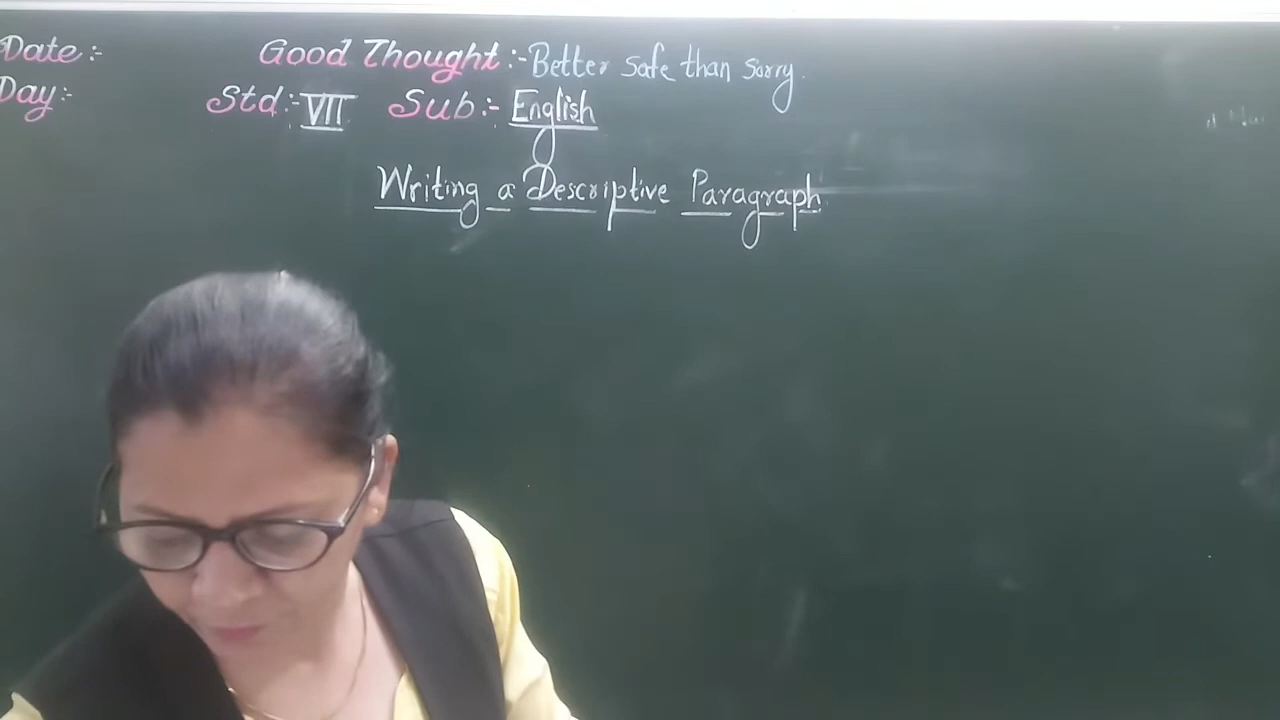 Date:- Good Thought:- Better safe than sorry.
Day:- Std:- VII Sub:- English
Writing a Descriptive Paragraph